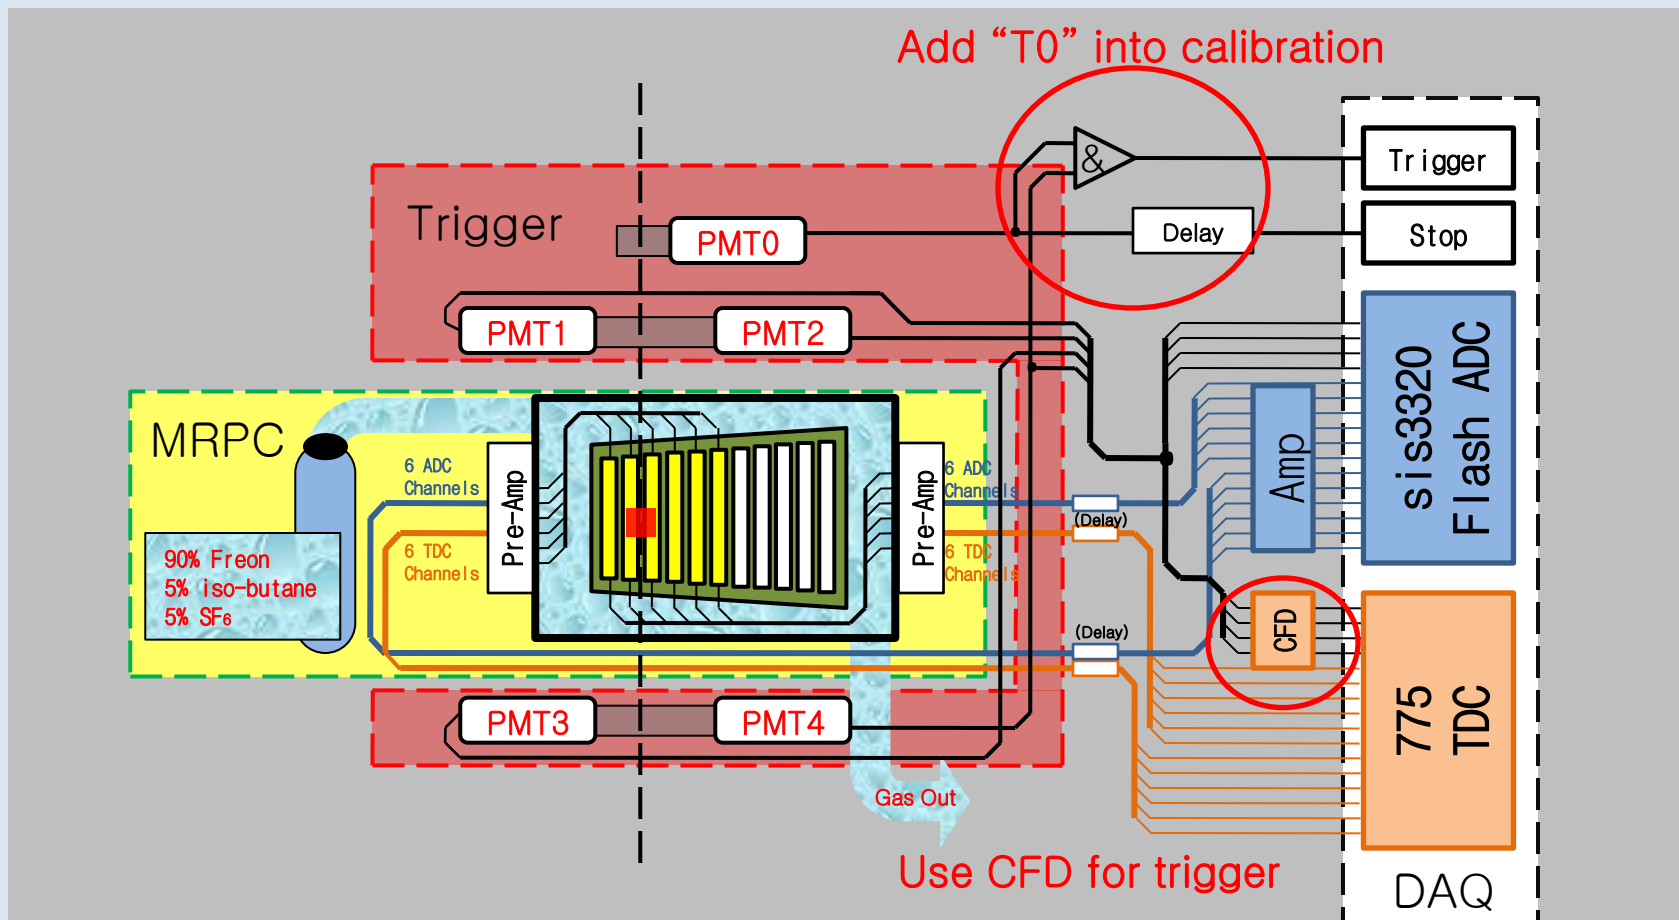 Add “T0” into calibration
&
Trigger
Trigger
PMT0
Delay
Stop
PMT1
PMT2
sis3320
Flash ADC
MRPC
6 ADC
Channels
Pre-Amp
Pre-Amp
6 ADC
Channels
Amp
(Delay)
90% Freon
5% iso-butane
5% SF6
6 TDC
Channels
6 TDC
Channels
CFD
(Delay)
775
TDC
PMT3
PMT4
Gas Out
Use CFD for trigger
DAQ